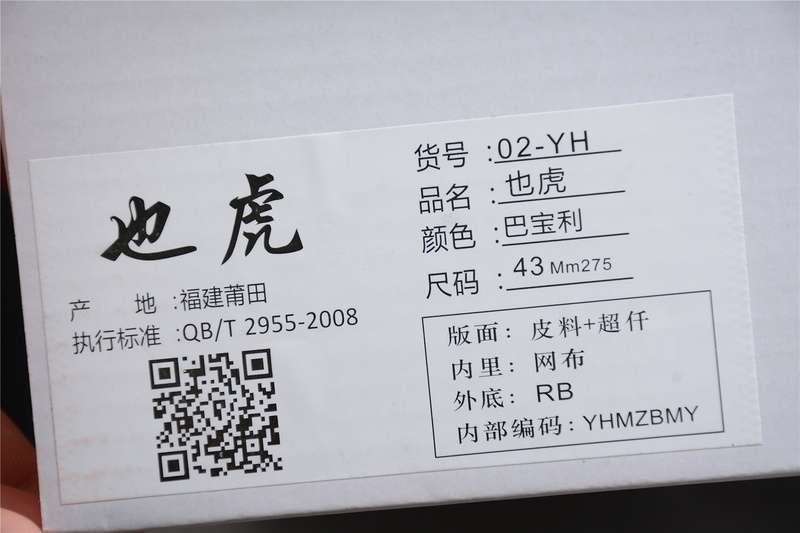 也虎
产 地:福建莆田
执行标准:QB/T 2955-2008
货号:02-YH
品名:也虎
颜色:巴宝利
尺码:43 Mm275
版面:皮料+超仟
内里:网布
外底:RB
内部编码:YHMZBMY